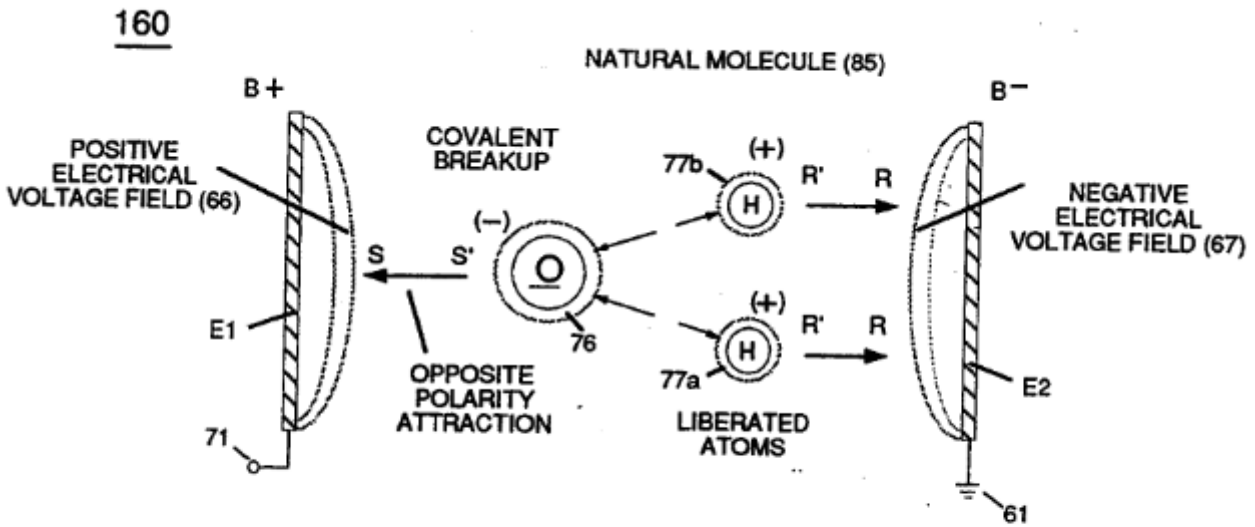 160
NATURAL MOLECULE (85)
B+
B-
POSITIVE
ELECTRICAL
VOLTAGE FIELD (66)
COVALENT
BREAKUP
77b
(+)
H
R'
R
NEGATIVE
ELECTRICAL
VOLTAGE FIELD (67)
(-)
S
S'
O
76
E1
(+)
H
R'
R
77a
E2
OPPOSITE
POLARITY
ATTRACTION
LIBERATED
ATOMS
71
61